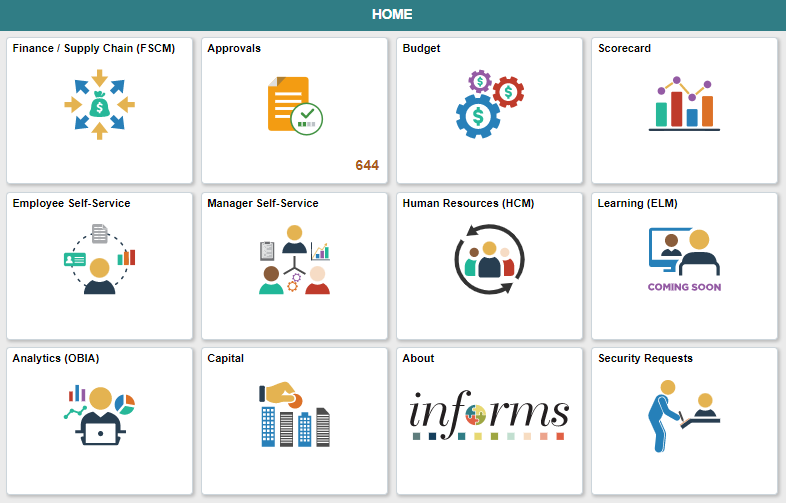 HOME
Finance / Supply Chain (FSCM)
Approvals
Budget
Scorecard
644
Employee Self-Service
Manager Self-Service
Human Resources (HCM)
Learning (ELM)
COMING SOON
Analytics (OBIA)
Capital
About
Security Requests
informs